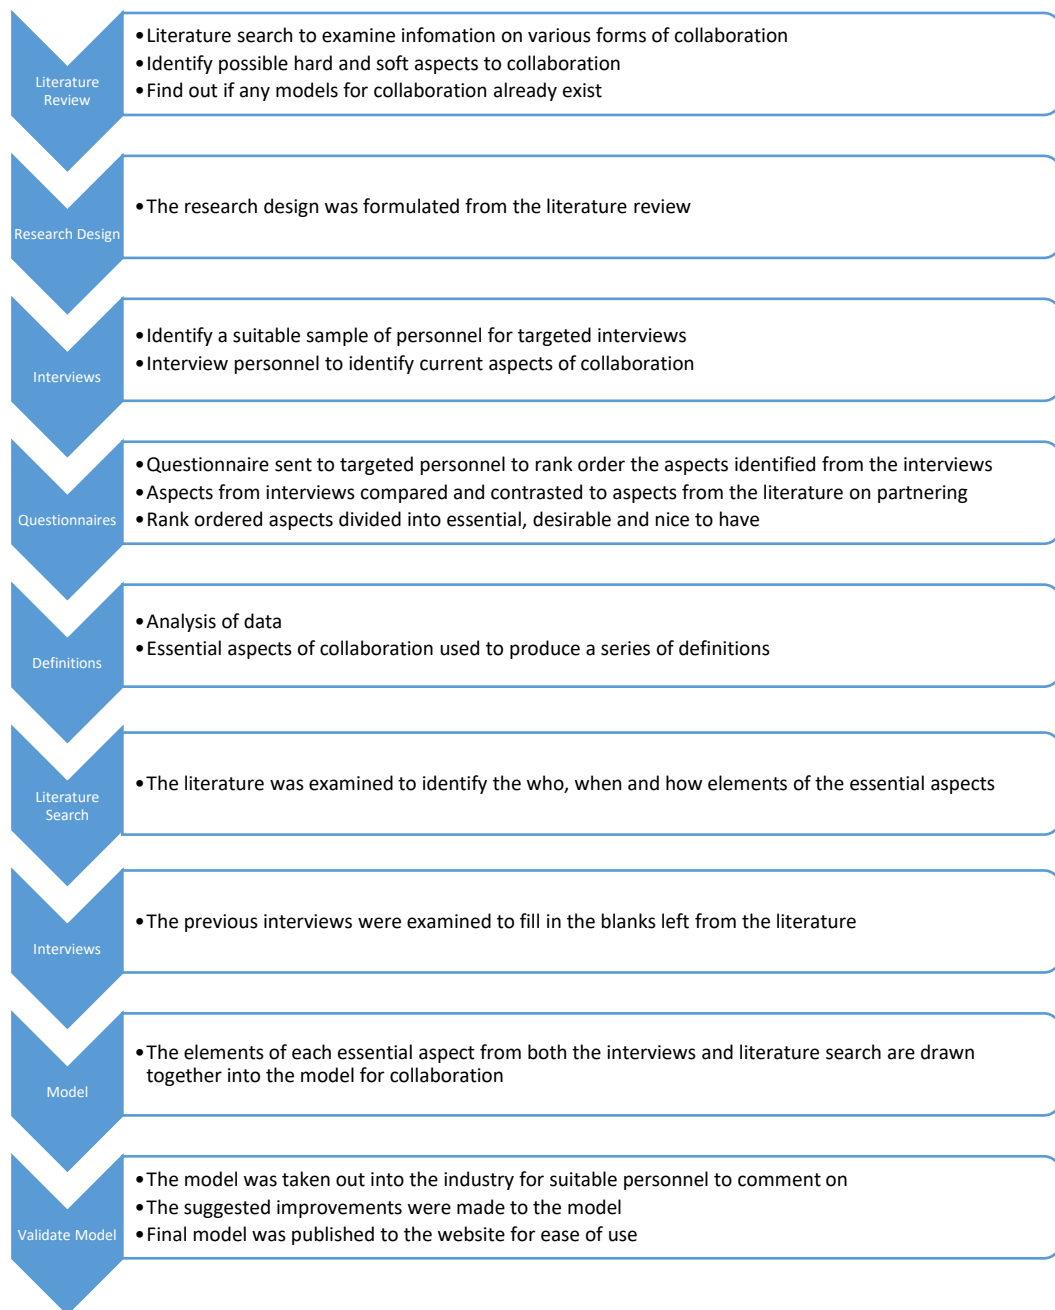 Literature
Review
•Literature search to examine infomation on various forms of collaboration
•Identify possible hard and soft aspects to collaboration
•Find out if any models for collaboration already exist
Research Design
•The research design was formulated from the literature review
Interviews
•Identify a suitable sample of personnel for targeted interviews
•Interview personnel to identify current aspects of collaboration
Questionnaires
•Questionnaire sent to targeted personnel to rank order the aspects identified from the interviews
•Aspects from interviews compared and contrasted to aspects from the literature on partnering
•Rank ordered aspects divided into essential, desirable and nice to have
Definitions
•Analysis of data
•Essential aspects of collaboration used to produce a series of definitions
Literature
Search
•The literature was examined to identify the who, when and how elements of the essential aspects
Interviews
•The previous interviews were examined to fill in the blanks left from the literature
Model
•The elements of each essential aspect from both the interviews and literature search are drawn
together into the model for collaboration
Validate Model
•The model was taken out into the industry for suitable personnel to comment on
•The suggested improvements were made to the model
•Final model was published to the website for ease of use